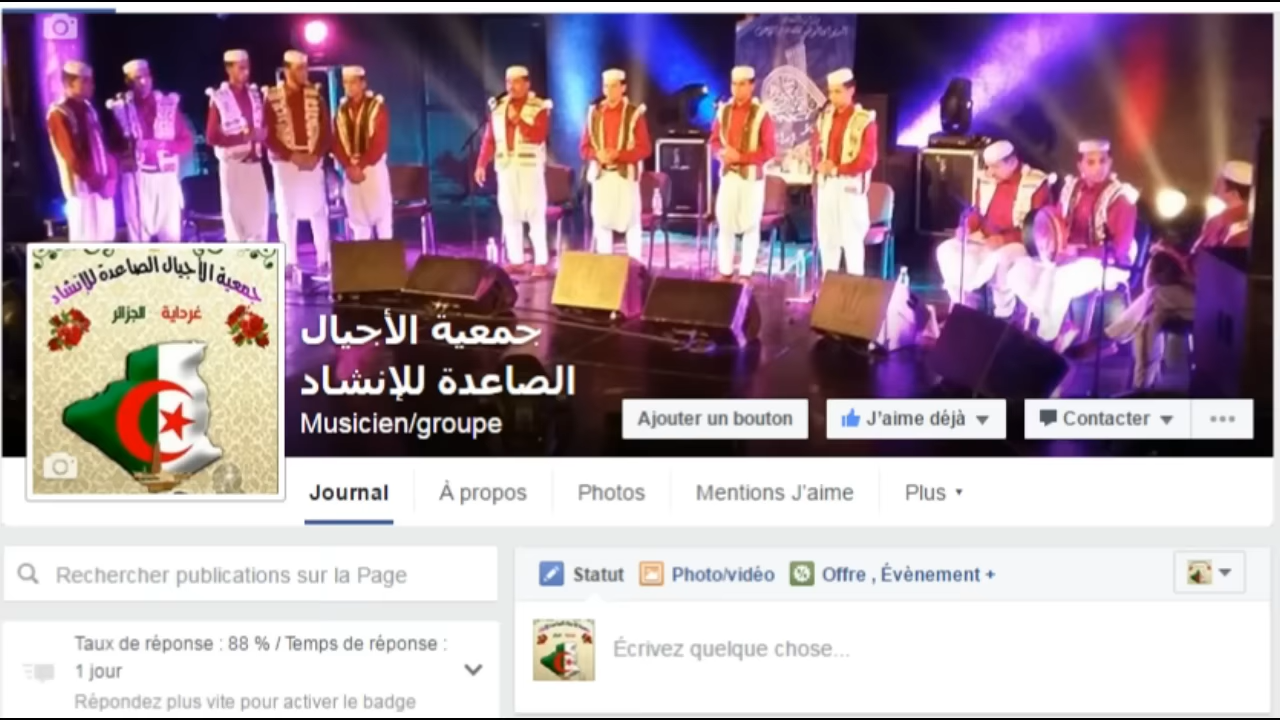 جمعية الأجيال الصاعدة للإنشاد
غرداية الجزائر
جمعية الأجيال
الصاعدة للإنشاد
Musicien/groupe
Ajouter un bouton
J'aime déjà
Contacter
Journal
À propos
Photos
Mentions J'aime
Plus
Rechercher publications sur la Page
Statut
Photo/vidéo
Offre , Évènement +
Taux de réponse : 88 % / Temps de réponse :
1 jour
Répondez plus vite pour activer le badge
Écrivez quelque chose...